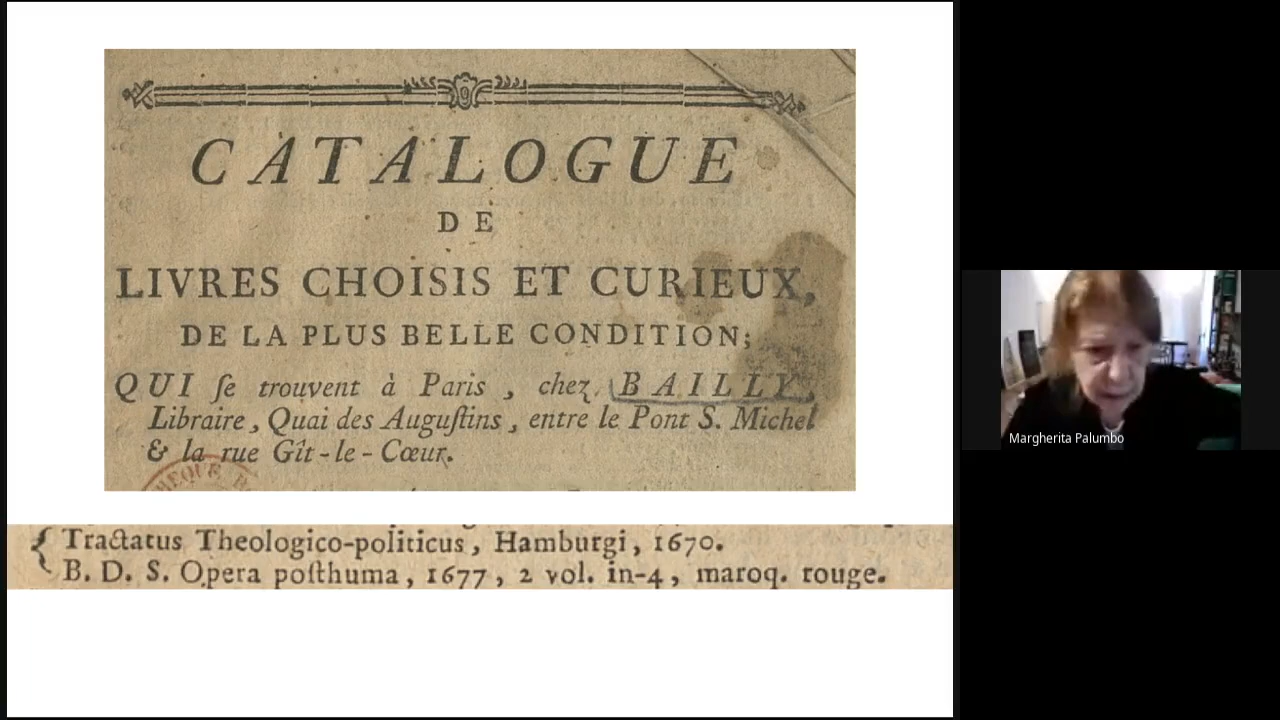 CATALOGUE
DE
LIVRES CHOISIS ET CURIEUX,
DE LA PLUS BELLE CONDITION;
QUI ſe trouvent à Paris, chez BAILLY,
Libraire, Quai des Auguſtins, entre le Pont S. Michel
& la rue Gît-le-Cœur.
Tractatus Theologico-politicus, Hamburgi, 1670.
B. D. S. Opera poſthuma, 1677, 2 vol. in-4, maroq. rouge.
Margherita Palumbo